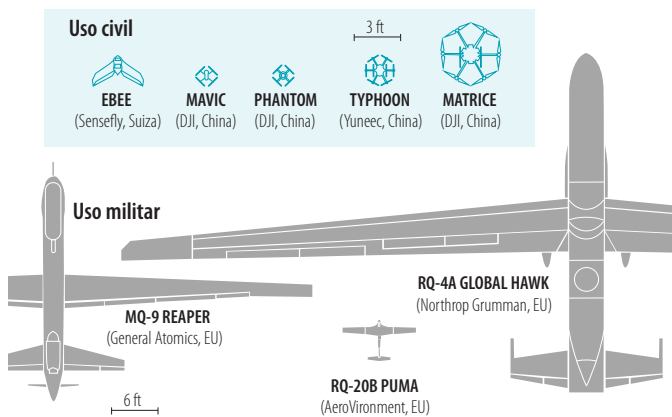 Uso civil
3 ft
EBEE
(Sensefly, Suiza)
MAVIC
(DJI, China)
PHANTOM
(DJI, China)
TYPHOON
(Yuneec, China)
MATRICE
(DJI, China)
Uso militar
RQ-4A GLOBAL HAWK
(Northrop Grumman, EU)
MQ-9 REAPER
(General Atomics, EU)
RQ-20B PUMA
(AeroVironment, EU)
6 ft